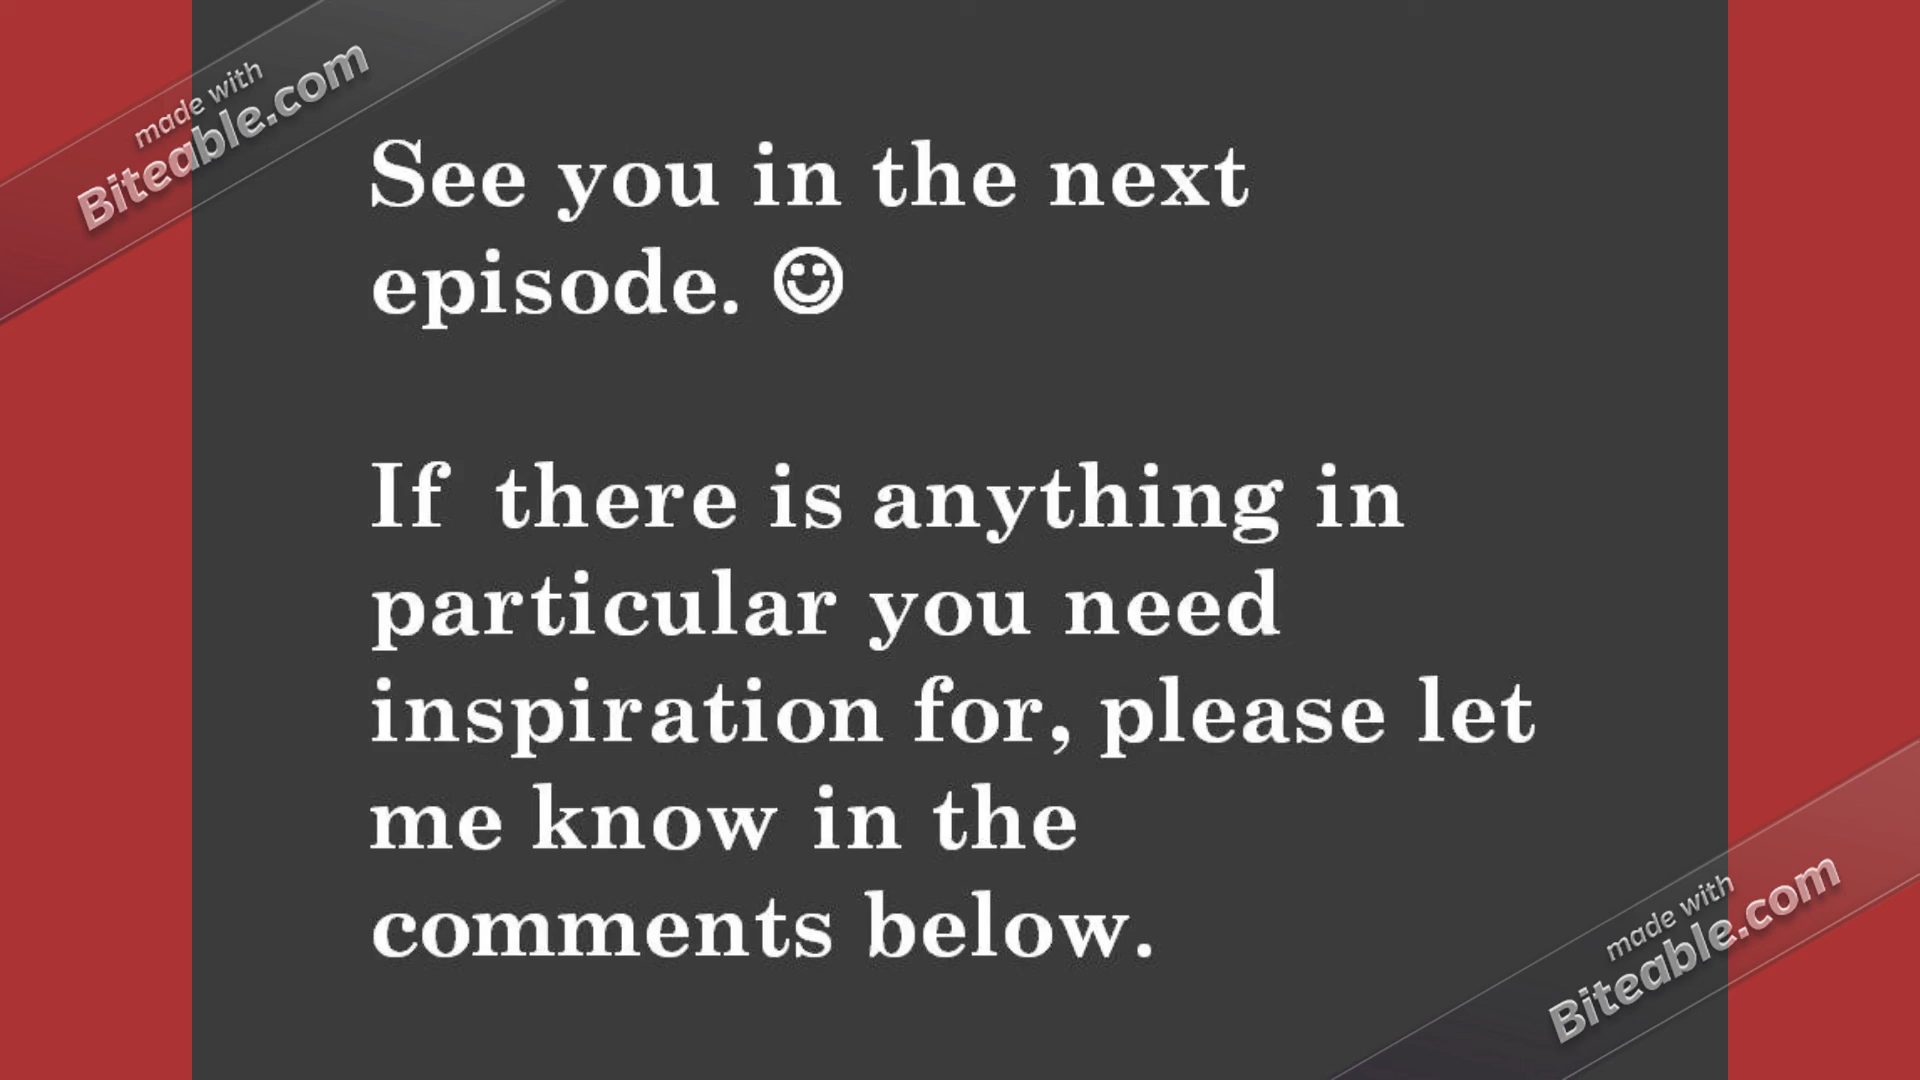 made with
Biteable.com
See you in the next
episode. ☺
If there is anything in
particular you need
inspiration for, please let
me know in the
comments below.
made with
Biteable.com